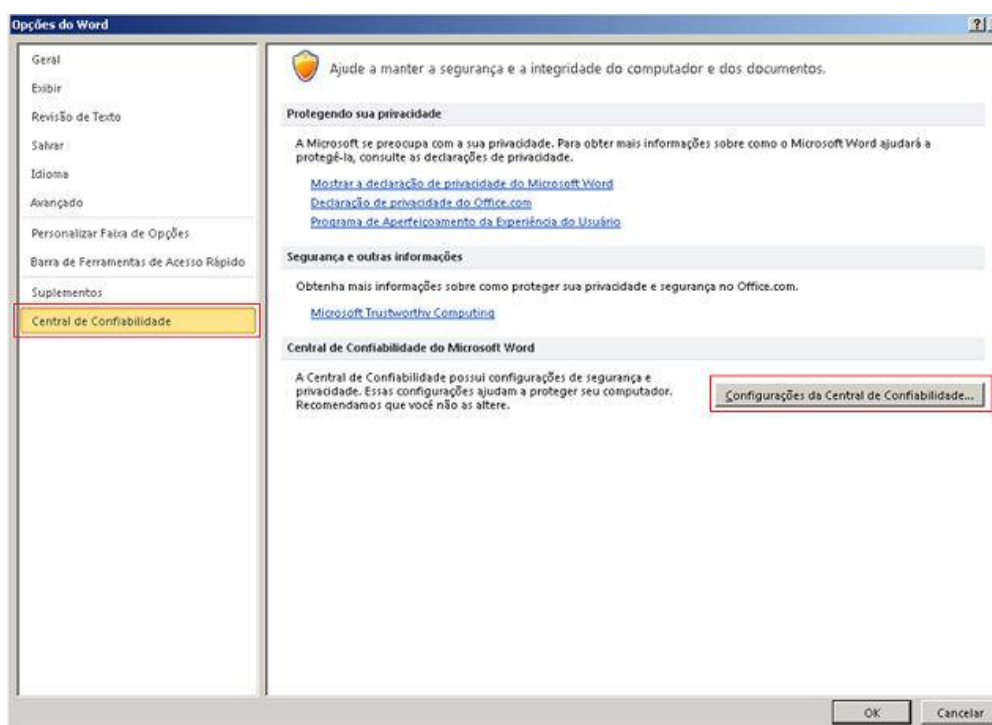 Opções do Word
Geral
Exibir
Revisão de Texto
Salvar
Idioma
Avançado
Personalizar Faixa de Opções
Barra de Ferramentas de Acesso Rápido
Suplementos
Central de Confiabilidade
Ajude a manter a segurança e a integridade do computador e dos documentos.
Protegendo sua privacidade
A Microsoft se preocupa com a sua privacidade. Para obter mais informações sobre como o Microsoft Word ajudará a
protegê-la, consulte as declarações de privacidade.
Mostrar a declaração de privacidade do Microsoft Word
Declaração de privacidade do Office.com
Programa de Aperfeiçoamento da Experiência do Usuário
Segurança e outras informações
Obtenha mais informações sobre como proteger sua privacidade e segurança no Office.com.
Microsoft Trustworthy Computing
Central de Confiabilidade do Microsoft Word
A Central de Confiabilidade possui configurações de segurança e
privacidade. Essas configurações ajudam a proteger seu computador.
Recomendamos que você não as altere.
Configurações da Central de Confiabilidade...
OK
Cancelar